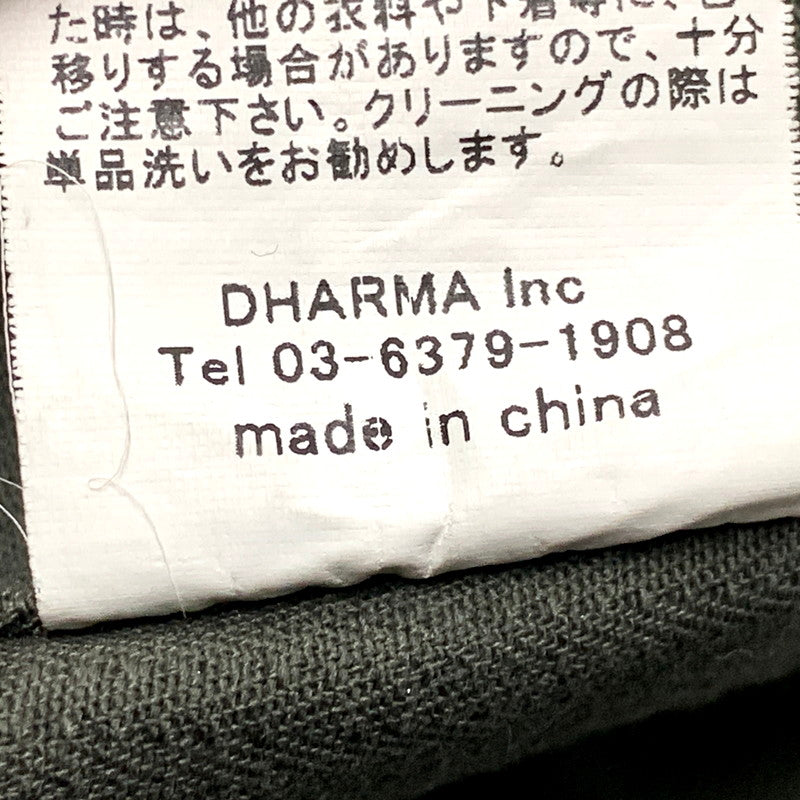 た時は、他の衣料や下着等に、色
移りする場合がありますので、十分
ご注意下さい。クリーニングの際は
単品洗いをお勧めします。
DHARMA Inc
Tel 03-6379-1908
made in china